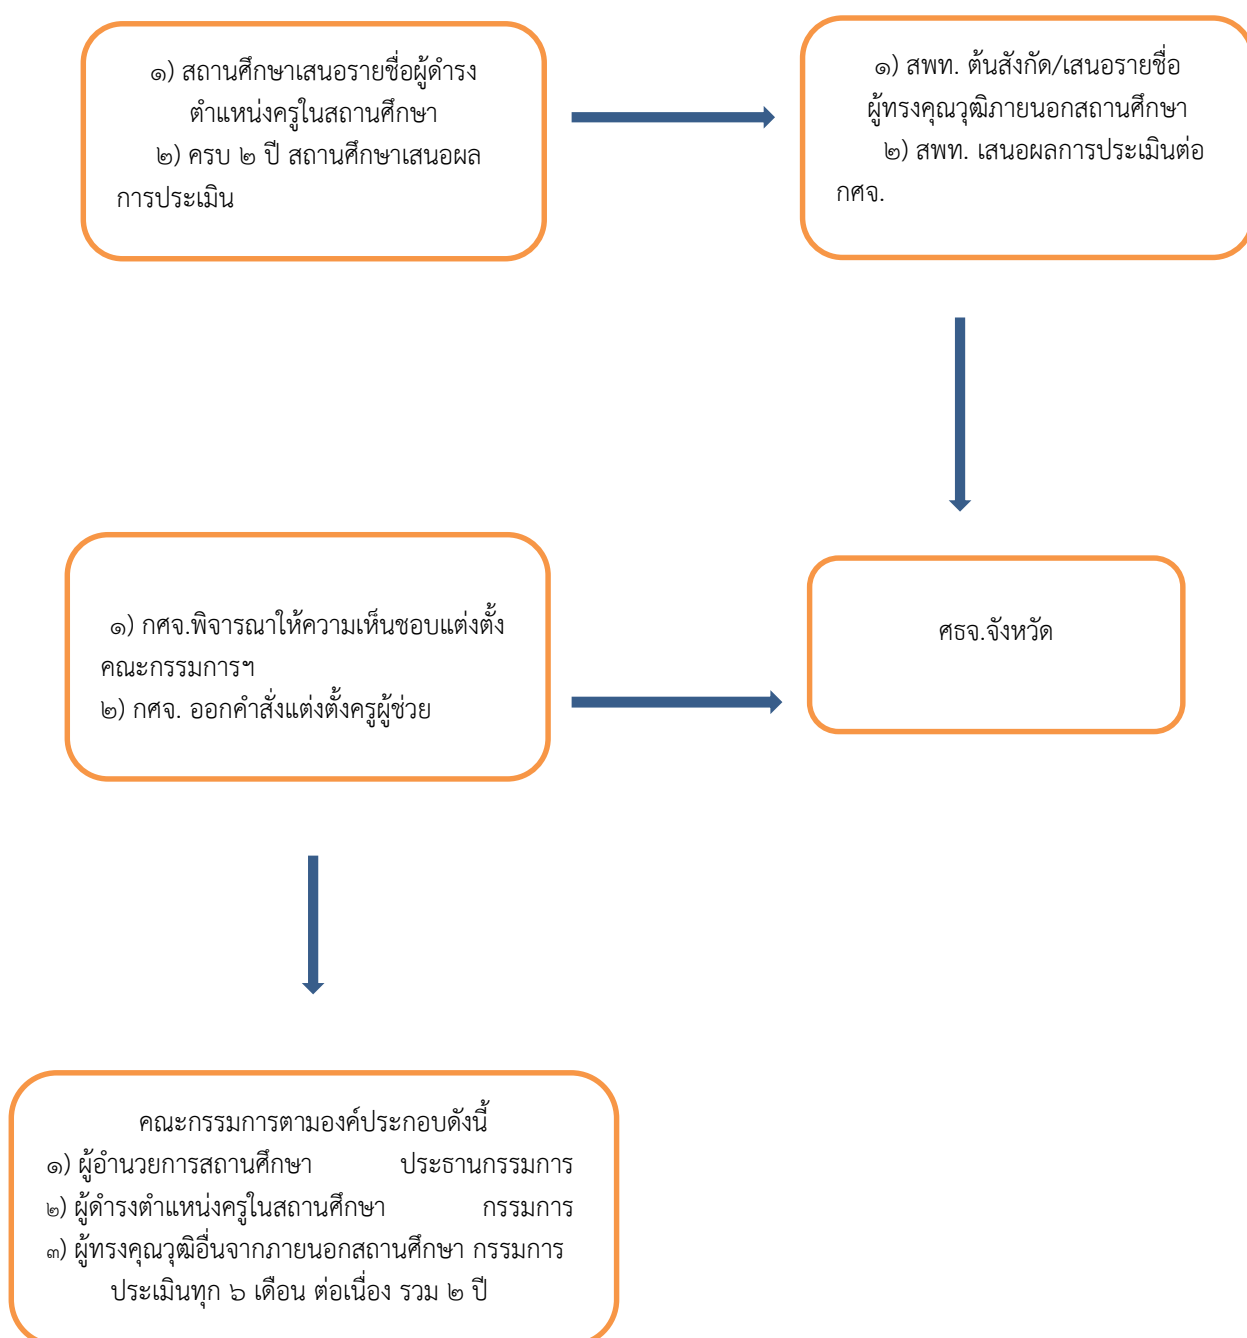 ๑) สถานศึกษาเสนอรายชื่อผู้ดำรง
ตำแหน่งครูในสถานศึกษา
๒) ครบ ๒ ปี สถานศึกษาเสนอผล
การประเมิน
๑) สพท. ต้นสังกัด/เสนอรายชื่อ
ผู้ทรงคุณวุฒิภายนอกสถานศึกษา
๒) สพท. เสนอผลการประเมินต่อ
กศจ.
๑) กศจ.พิจารณาให้ความเห็นชอบแต่งตั้ง
คณะกรรมการฯ
๒) กศจ. ออกคำสั่งแต่งตั้งครูผู้ช่วย
ศธจ.จังหวัด
คณะกรรมการตามองค์ประกอบดังนี้
๑) ผู้อำนวยการสถานศึกษา ประธานกรรมการ
๒) ผู้ดำรงตำแหน่งครูในสถานศึกษา กรรมการ
๓) ผู้ทรงคุณวุฒิอื่นจากภายนอกสถานศึกษา กรรมการ
ประเมินทุก ๖ เดือน ต่อเนื่อง รวม ๒ ปี